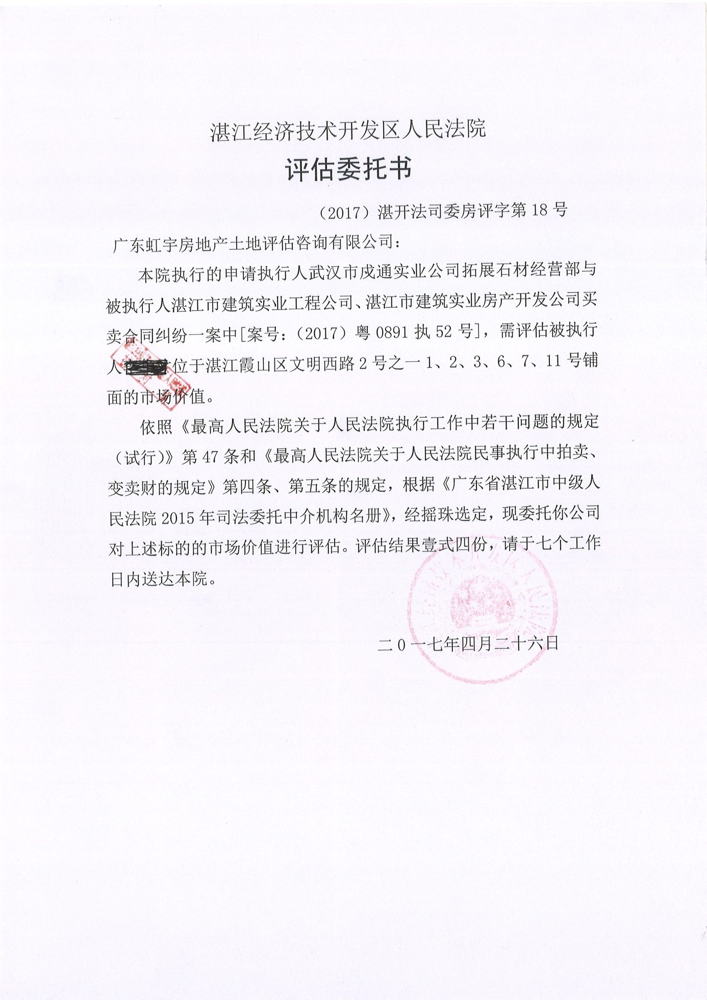 湛江经济技术开发区人民法院
评估委托书
（2017）湛开法司委房评字第 18 号
广东虹宇房地产土地评估咨询有限公司：
本院执行的申请执行人武汉市戍通实业公司拓展石材经营部与
被执行人湛江市建筑实业工程公司、湛江市建筑实业房产开发公司买
卖合同纠纷一案中[案号：（2017）粤 0891 执 52 号]，需评估被执行
人位于湛江霞山区文明西路 2 号之一 1、2、3、6、7、11 号铺
面的市场价值。
依照《最高人民法院关于人民法院执行工作中若干问题的规定
（试行)》第 47 条和《最高人民法院关于人民法院民事执行中拍卖、
变卖财的规定》第四条、第五条的规定，根据《广东省湛江市中级人
民法院 2015 年司法委托中介机构名册》，经摇珠选定，现委托你公司
对上述标的的市场价值进行评估。评估结果壹式四份，请于七个工作
日内送达本院。
技术开发区人民法院
二0一七年四月二十六日